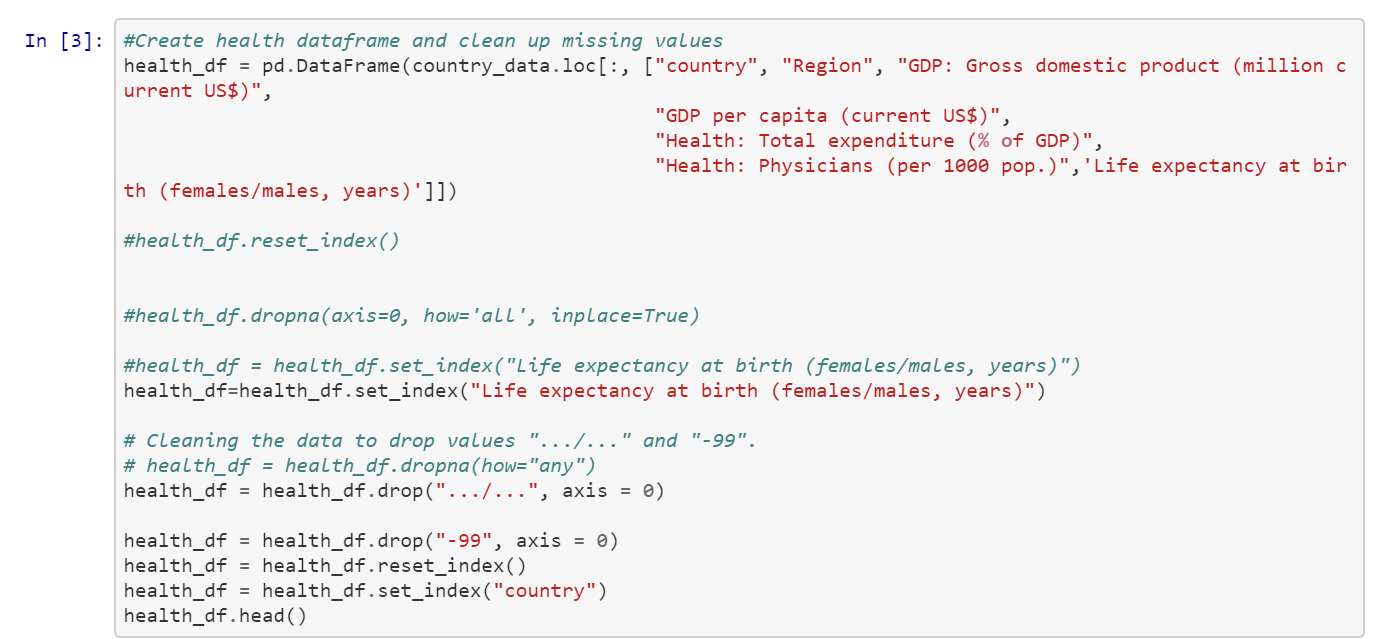 In [3]: #Create health dataframe and clean up missing values
health_df = pd.DataFrame(country_data.loc[:, ["country", "Region", "GDP: Gross domestic product (million c
urrent US$)",
"GDP per capita (current US$)",
"Health: Total expenditure (% of GDP)",
"Health: Physicians (per 1000 pop.)",'Life expectancy at bir
th (females/males, years)']])
#health_df.reset_index()
#health_df.dropna(axis=0, how='all', inplace=True)
#health_df = health_df.set_index("Life expectancy at birth (females/males, years)")
health_df=health_df.set_index("Life expectancy at birth (females/males, years)")
# Cleaning the data to drop values ".../..." and "-99".
# health_df = health_df.dropna(how="any")
health_df = health_df.drop(".../...", axis = 0)
health_df = health_df.drop("-99", axis = 0)
health_df = health_df.reset_index()
health_df = health_df.set_index("country")
health_df.head()